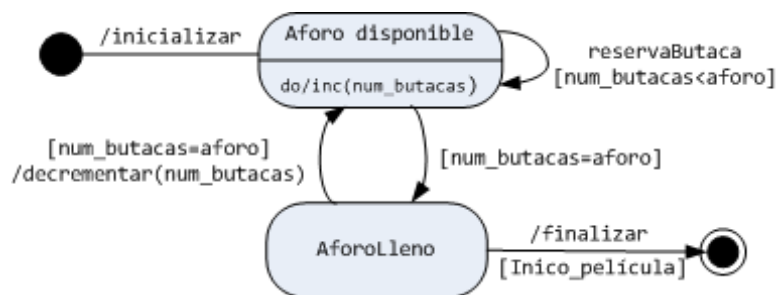 /inicializar
Aforo disponible
do/inc(num_butacas)
reservaButaca
[num_butacas<aforo]
[num_butacas=aforo]
/decrementar(num_butacas)
[num_butacas=aforo]
AforoLleno
/finalizar
[Inico_película]